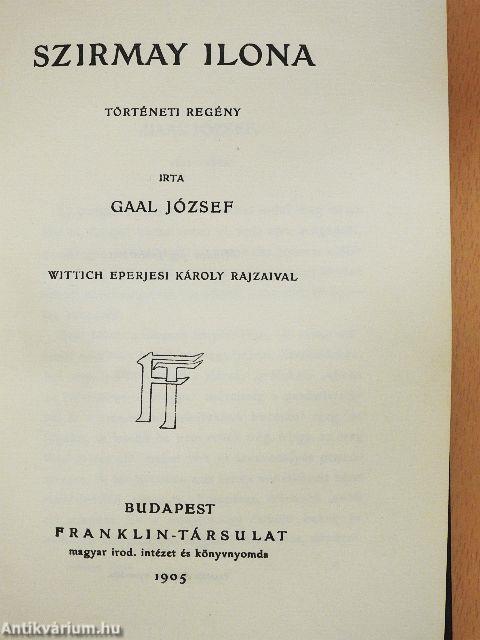 SZIRMAY ILONA
TÖRTÉNETI REGÉNY
IRTA
GAAL JÓZSEF
WITTICH EPERJESI KÁROLY RAJZAIVAL
FT
BUDAPEST
FRANKLIN-TÁRSULAT
magyar irod. intézet és könyvnyomda
1905
Antikvárium.hu